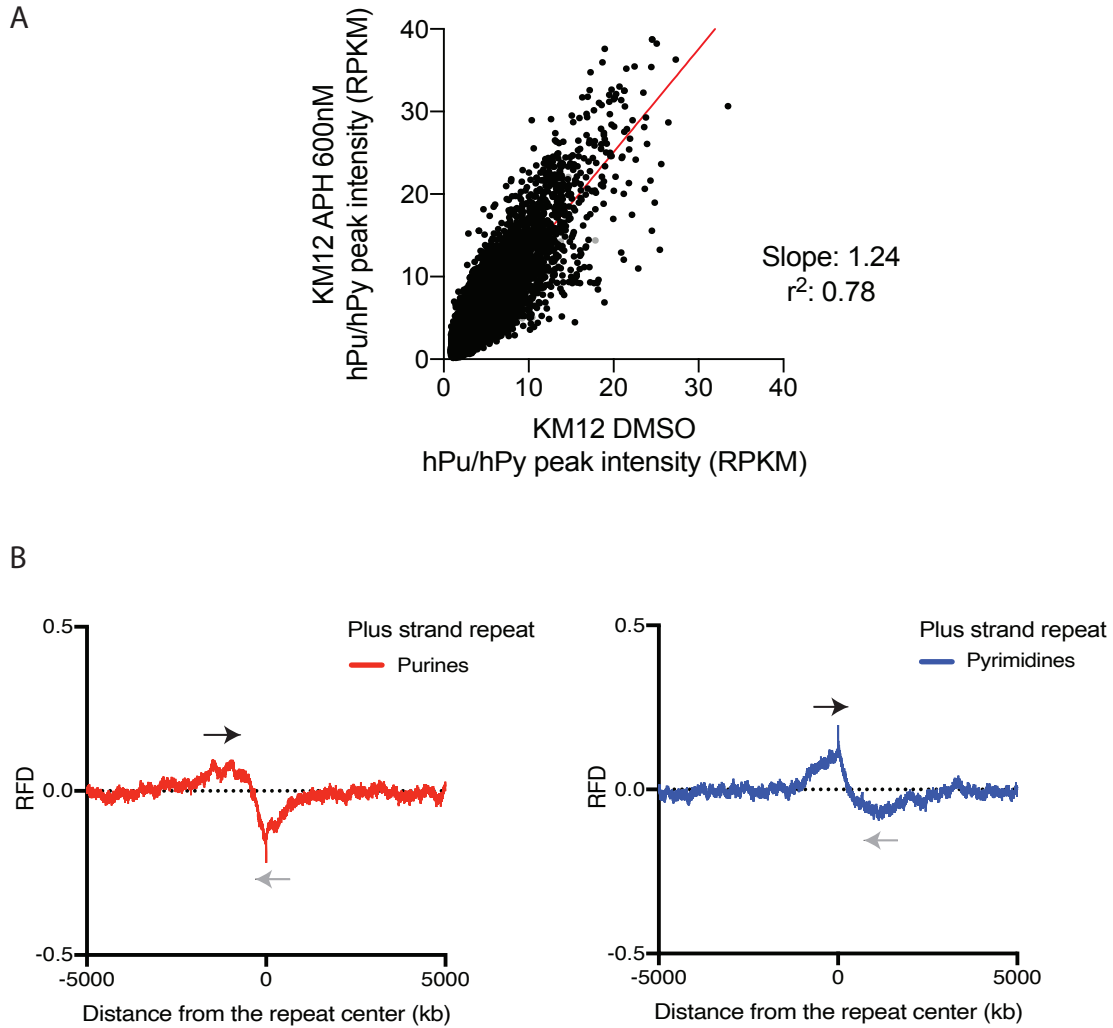 A
KM12 APH 600nM
hPu/hPy peak intensity (RPKM)
40
30
20
10
0
0 10 20 30 40
KM12 DMSO
hPu/hPy peak intensity (RPKM)
Slope: 1.24
r²: 0.78
B
0.5
0.0
-0.5
RFD
Plus strand repeat
Purines
-5000 0 5000
Distance from the repeat center (kb)
0.5
0.0
-0.5
RFD
Plus strand repeat
Pyrimidines
-5000 0 5000
Distance from the repeat center (kb)